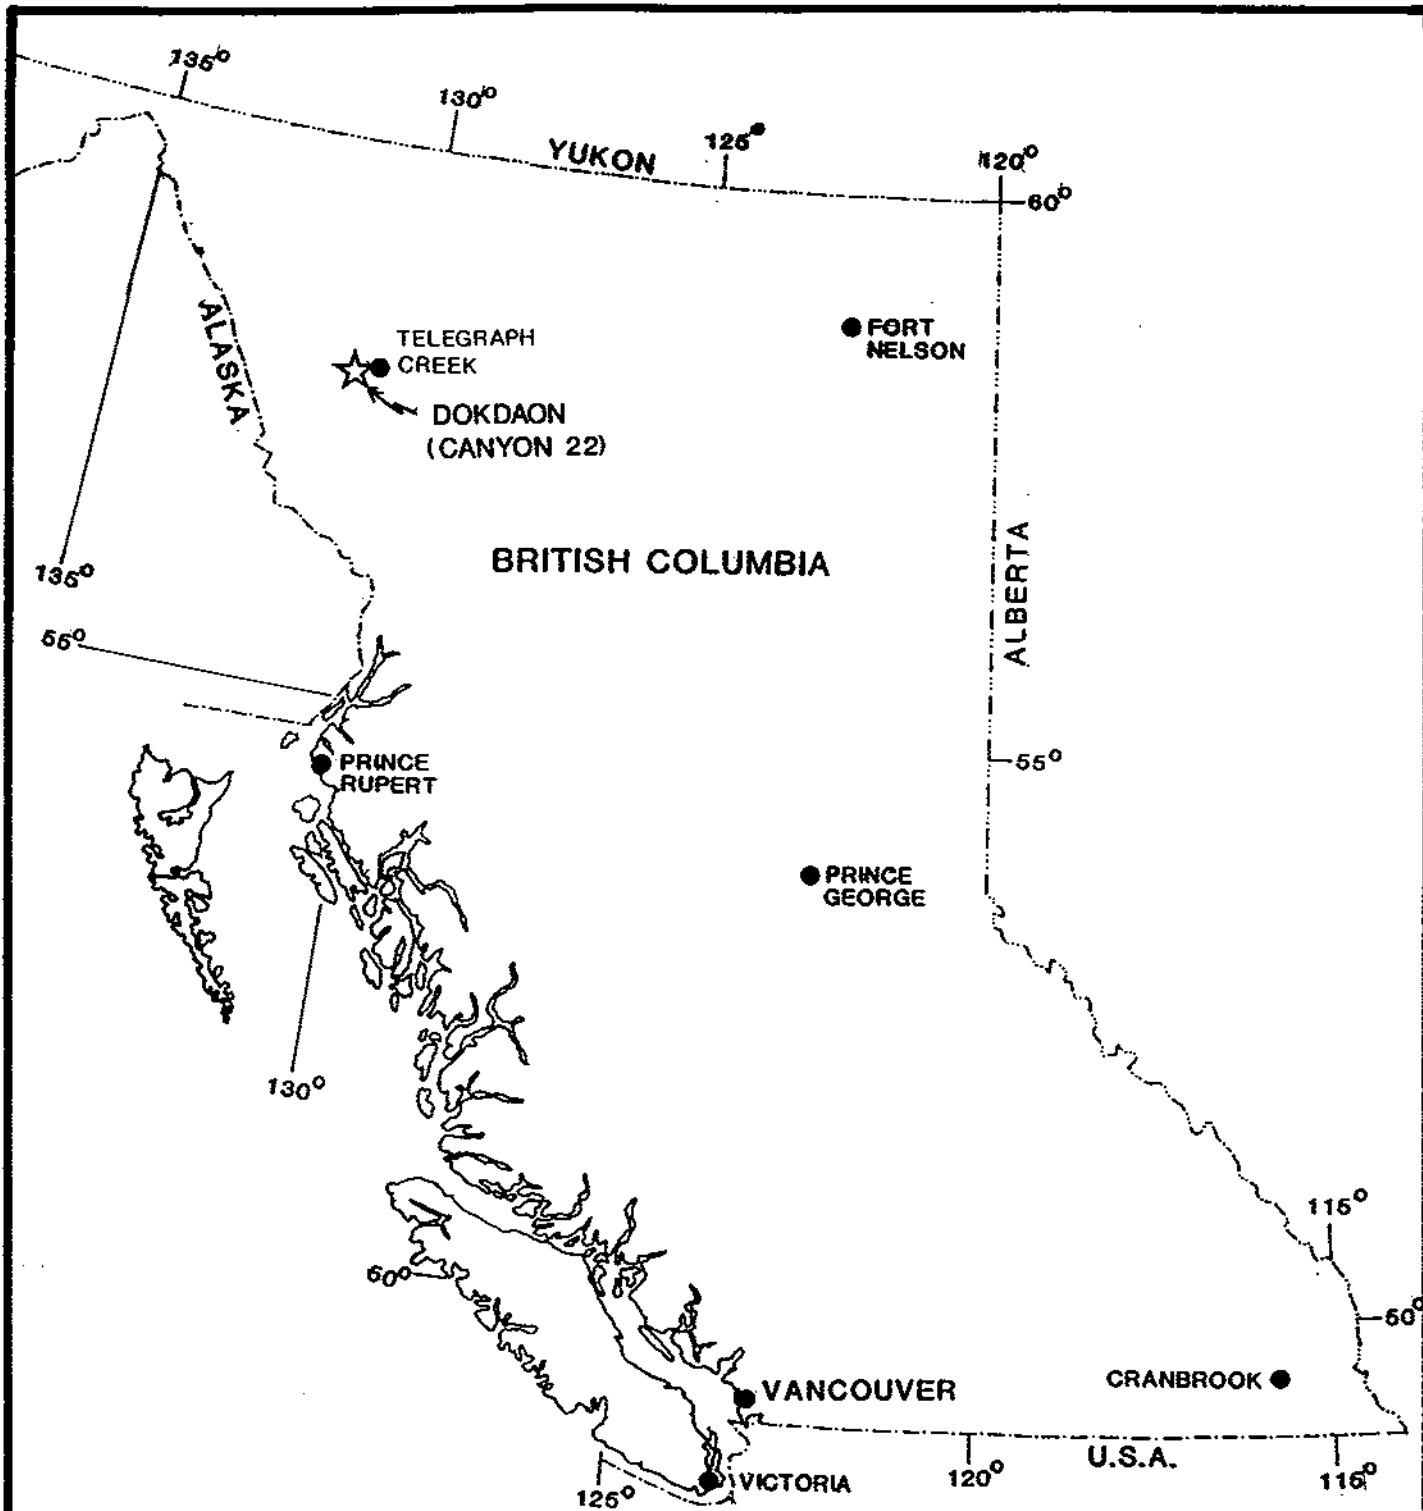 135°
130°
125°
120°
YUKON
60°
ALASKA
TELEGRAPH
CREEK
FORT
NELSON
DOKDAON
(CANYON 22)
BRITISH COLUMBIA
ALBERTA
135°
55°
PRINCE
RUPERT
55°
PRINCE
GEORGE
130°
115°
50°
50°
CRANBROOK
VANCOUVER
U.S.A.
VICTORIA
125°
120°
115°